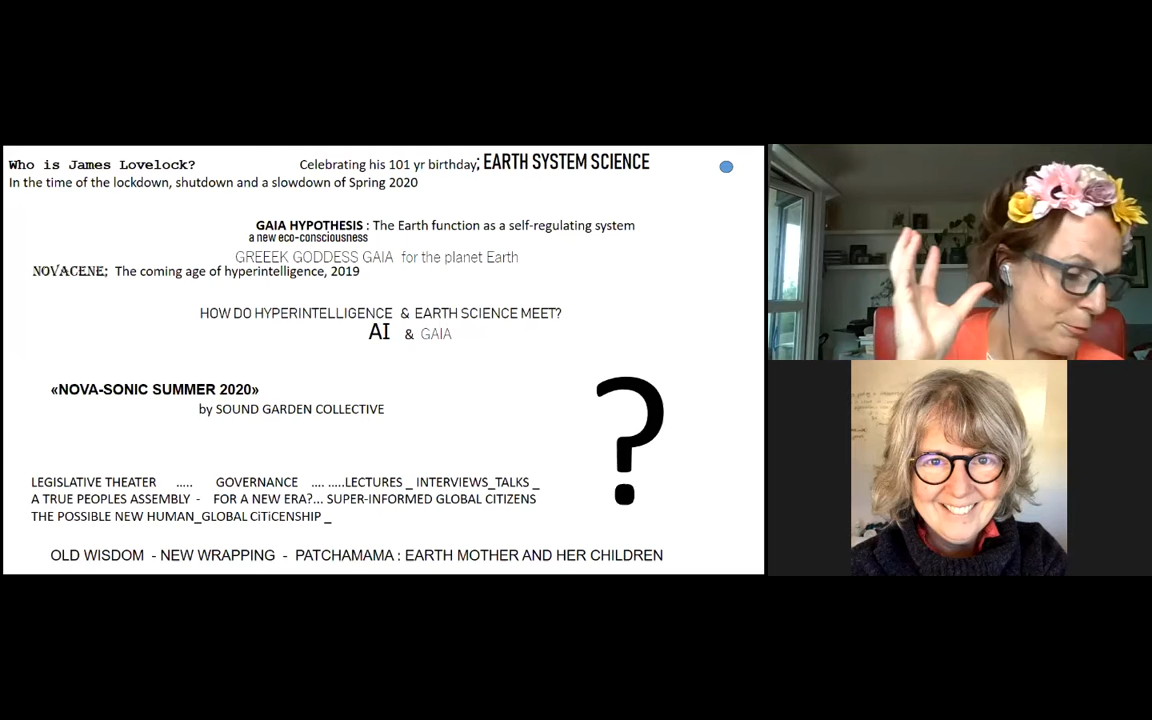 Who is James Lovelock? Celebrating his 101 yr birthday; EARTH SYSTEM SCIENCE
In the time of the lockdown, shutdown and a slowdown of Spring 2020
GAIA HYPOTHESIS : The Earth function as a self-regulating system
a new eco-consciousness
GREEEK GODDESS GAIA for the planet Earth
NOVACENE; The coming age of hyperintelligence, 2019
HOW DO HYPERINTELLIGENCE & EARTH SCIENCE MEET?
AI & GAIA
«NOVA-SONIC SUMMER 2020»
by SOUND GARDEN COLLECTIVE
?
LEGISLATIVE THEATER ..... GOVERNANCE .... .....LECTURES _ INTERVIEWS_TALKS _
A TRUE PEOPLES ASSEMBLY - FOR A NEW ERA?... SUPER-INFORMED GLOBAL CITIZENS
THE POSSIBLE NEW HUMAN_GLOBAL CiTiCENSHIP _
OLD WISDOM - NEW WRAPPING - PATCHAMAMA : EARTH MOTHER AND HER CHILDREN